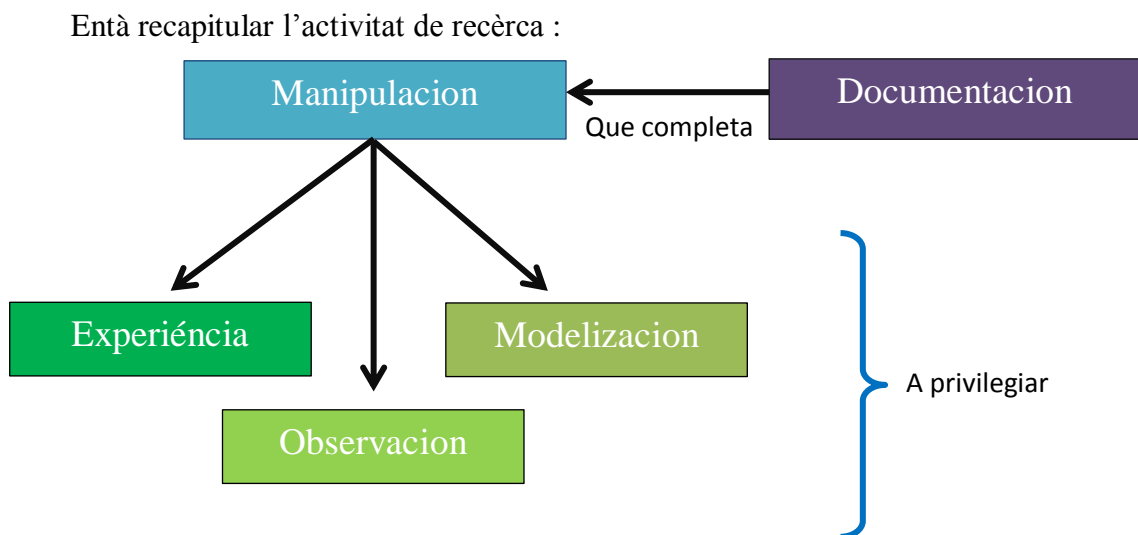 Entà recapitular l’activitat de recèrca :
Manipulacion
Documentacion
Que completa
Experiéncia
Modelizacion
A privilegiar
Observacion